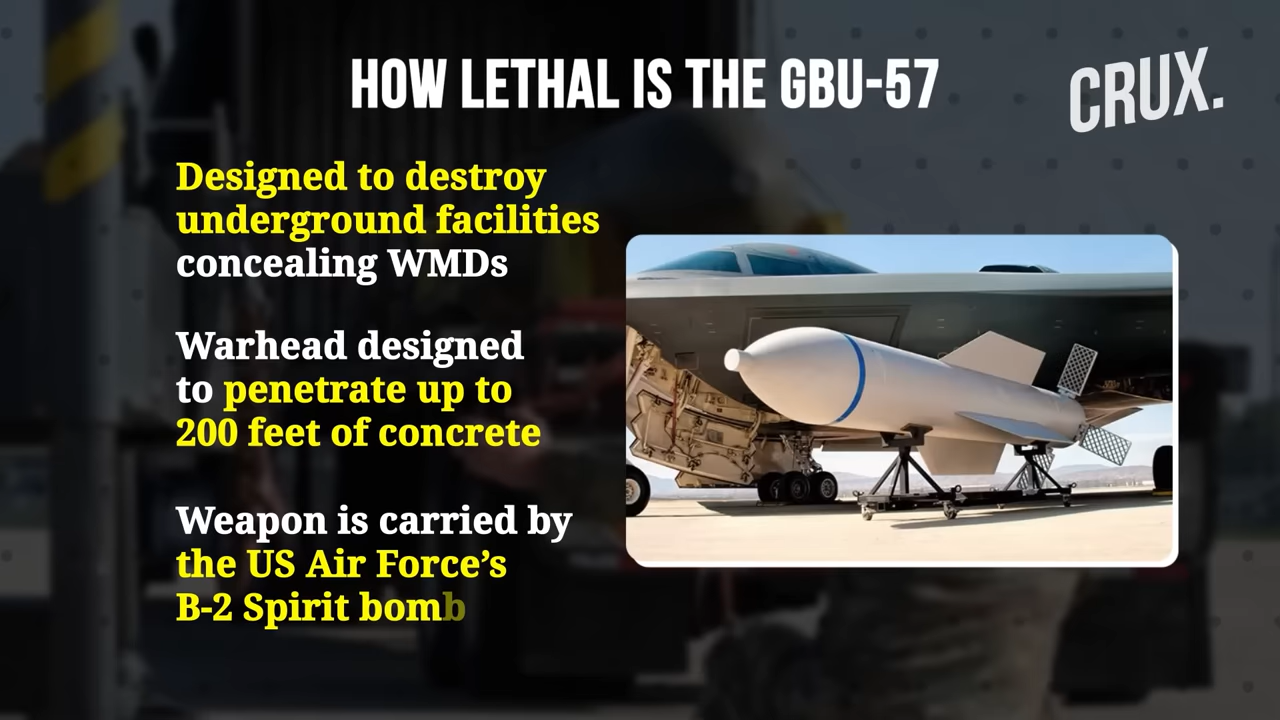 HOW LETHAL IS THE GBU-57
CRUX.
Designed to destroy
underground facilities
concealing WMDs
Warhead designed
to penetrate up to
200 feet of concrete
Weapon is carried by
the US Air Force’s
B-2 Spirit bomb